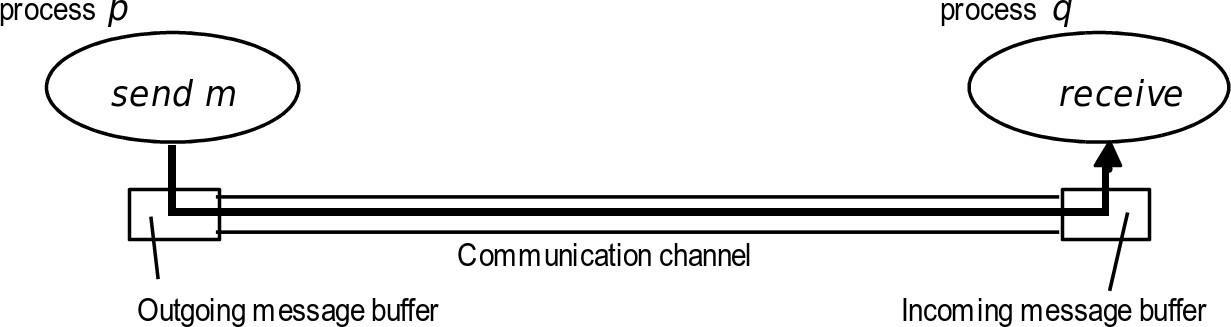 process p
process q
send m
receive
Communication channel
Outgoing message buffer
Incoming message buffer